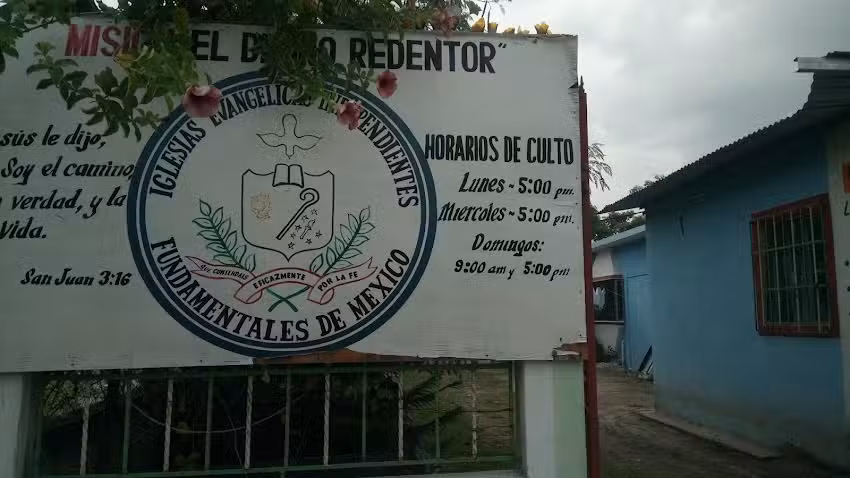 "EL DIVINO REDENTOR"
sús le dijo,
Soy el camino
verdad, y la
Vida.
San Juan 3:16
IGLESIAS EVANGELICAS INDEPENDIENTES
FUNDAMENTALES DE MEXICO
EFICAZMENTE
POR LA FE
HORARIOS DE CULTO
Lunes - 5:00 pm.
Miercoles - 5:00 pm.
Domingos:
9:00 am y 5:00 pm